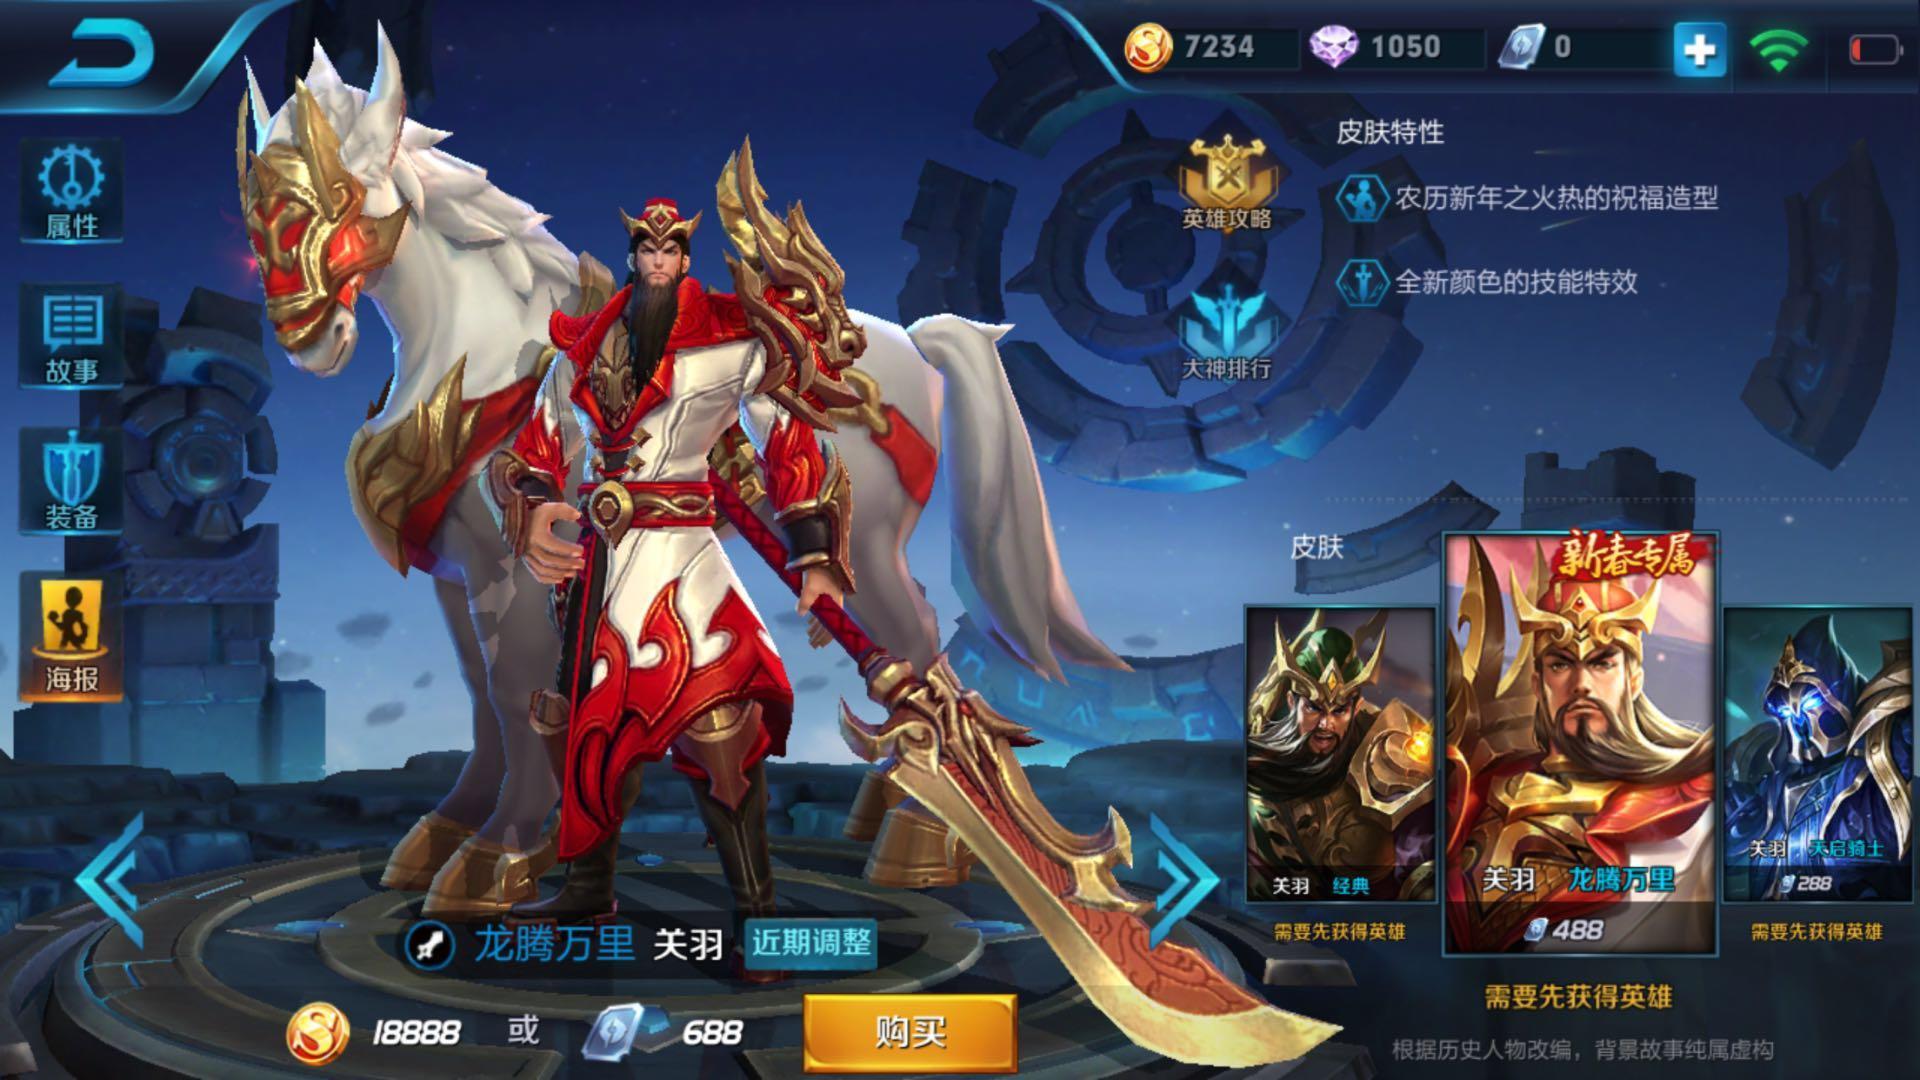 7234
1050
0
皮肤特性
农历新年之火热的祝福造型
全新颜色的技能特效
英雄攻略
大神排行
属性
故事
装备
海报
皮肤
新春专属
关羽 经典
需要先获得英雄
关羽 龙腾万里
488
需要先获得英雄
关羽 天启骑士
288
需要先获得英雄
龙腾万里 关羽 近期调整
18888 或 688
购买
根据历史人物改编，背景故事纯属虚构